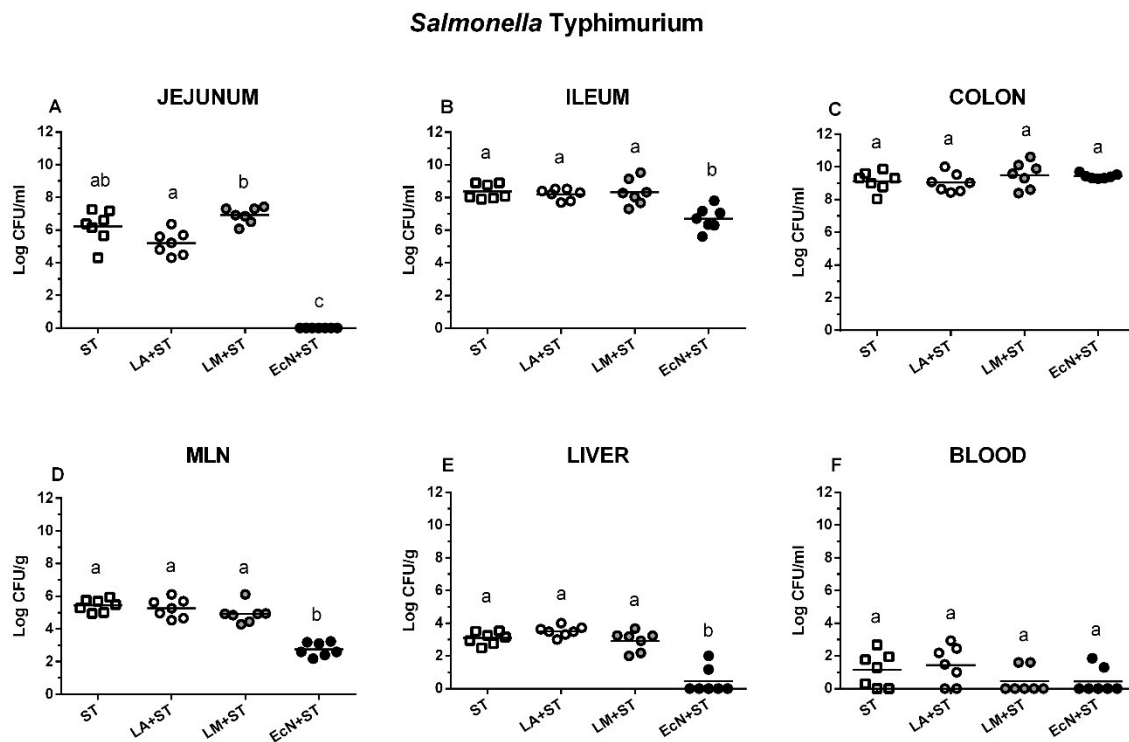 Salmonella Typhimurium
A
JEJUNUM
Log CFU/ml
12
10
8
6
4
2
0
ab
a
b
c
ST
LA+ST
LM+ST
EcN+ST
B
ILEUM
Log CFU/ml
12
10
8
6
4
2
0
a
a
a
b
ST
LA+ST
LM+ST
EcN+ST
C
COLON
Log CFU/ml
12
10
8
6
4
2
0
a
a
a
a
ST
LA+ST
LM+ST
EcN+ST
D
MLN
Log CFU/g
12
10
8
6
4
2
0
a
a
a
b
ST
LA+ST
LM+ST
EcN+ST
E
LIVER
Log CFU/g
12
10
8
6
4
2
0
a
a
a
b
ST
LA+ST
LM+ST
EcN+ST
F
BLOOD
Log CFU/ml
12
10
8
6
4
2
0
a
a
a
a
ST
LA+ST
LM+ST
EcN+ST